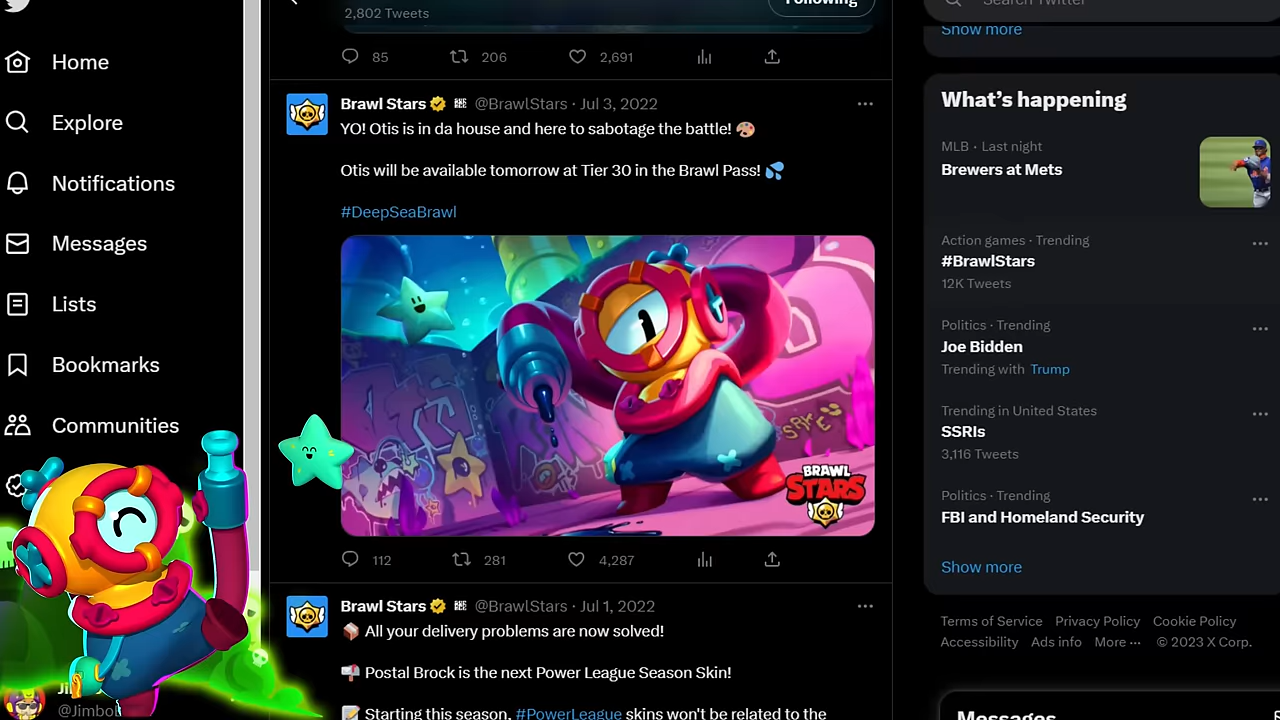 Home
Explore
Notifications
Messages
Lists
Bookmarks
Communities
@Jimbol
2,802 Tweets
Following
85 206 2,691
Brawl Stars @BrawlStars · Jul 3, 2022
YO! Otis is in da house and here to sabotage the battle! 🎨
Otis will be available tomorrow at Tier 30 in the Brawl Pass! 💦
#DeepSeaBrawl
BRAWL
STARS
112 281 4,287
Brawl Stars @BrawlStars · Jul 1, 2022
📦 All your delivery problems are now solved!
📬 Postal Brock is the next Power League Season Skin!
📝 Starting this season, #PowerLeague skins won't be related to the
Search Twitter
Show more
What's happening
MLB · Last night
Brewers at Mets
Action games · Trending
#BrawlStars
12K Tweets
Politics · Trending
Joe Bidden
Trending with Trump
Trending in United States
SSRIs
3,116 Tweets
Politics · Trending
FBI and Homeland Security
Show more
Terms of Service Privacy Policy Cookie Policy
Accessibility Ads info More ··· © 2023 X Corp.
Messages